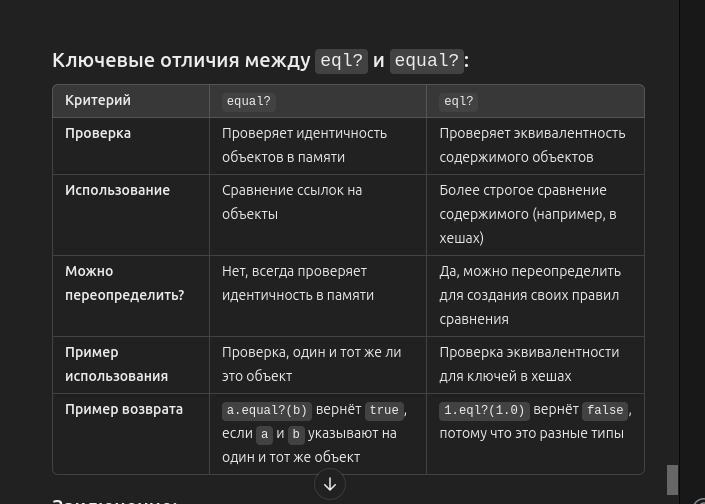 Ключевые отличия между eql? и equal?:
Критерий equal? eql?
Проверка
Проверяет идентичность
объектов в памяти
Проверяет эквивалентность
содержимого объектов
Использование
Сравнение ссылок на
объекты
Более строгое сравнение
содержимого (например, в
хешах)
Можно
переопределить?
Нет, всегда проверяет
идентичность в памяти
Да, можно переопределить
для создания своих правил
сравнения
Пример
использования
Проверка, один и тот же ли
это объект
Проверка эквивалентности
для ключей в хешах
Пример возврата
a.equal?(b) вернёт true,
если a и b указывают на
один и тот же объект
1.eql?(1.0) вернёт false,
потому что это разные типы